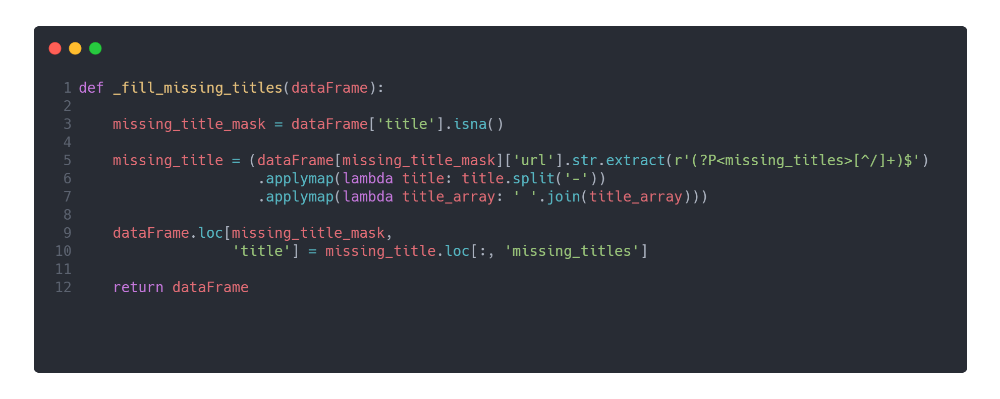 1 def _fill_missing_titles(dataFrame):
2
3     missing_title_mask = dataFrame['title'].isna()
4
5     missing_title = (dataFrame[missing_title_mask]['url'].str.extract(r'(?P<missing_titles>[^/]+)$')
6                      .applymap(lambda title: title.split('-'))
7                      .applymap(lambda title_array: ' '.join(title_array)))
8
9     dataFrame.loc[missing_title_mask,
10                   'title'] = missing_title.loc[:, 'missing_titles']
11
12     return dataFrame